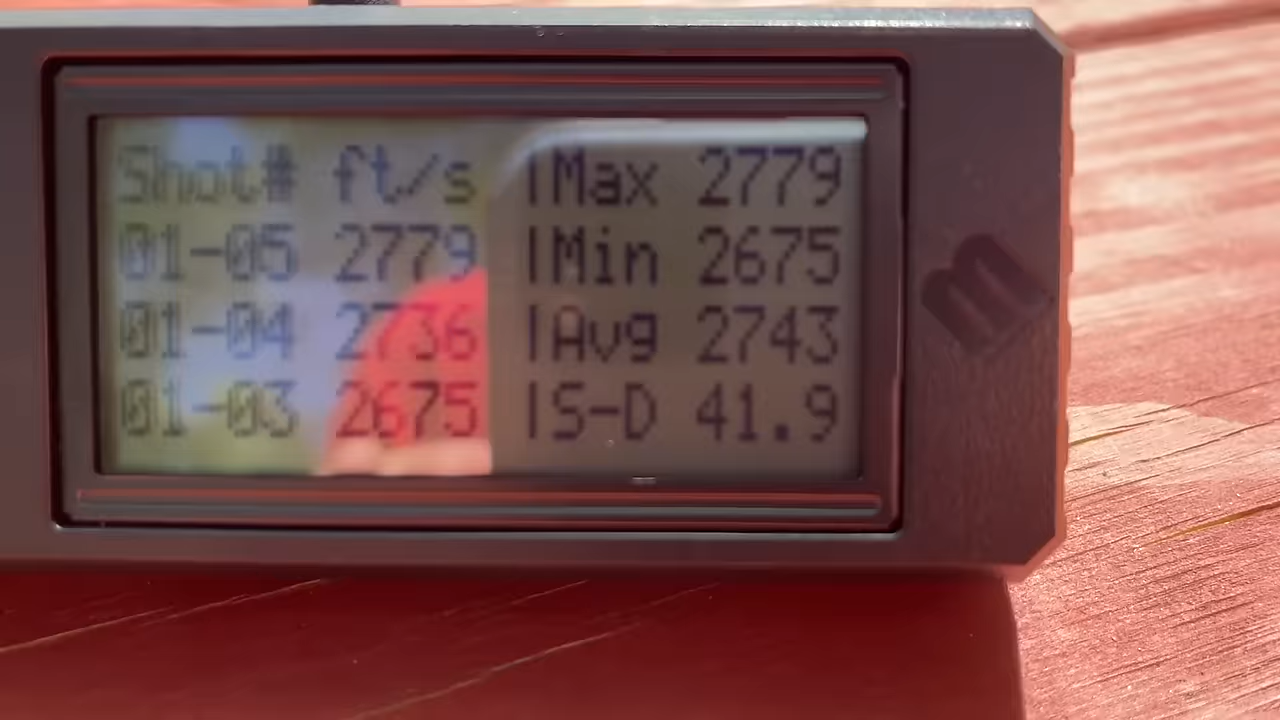 Shot# ft/s |Max 2779
01-05 2779 |Min 2675
01-04 2736 |Avg 2743
01-03 2675 |S-D 41.9
m